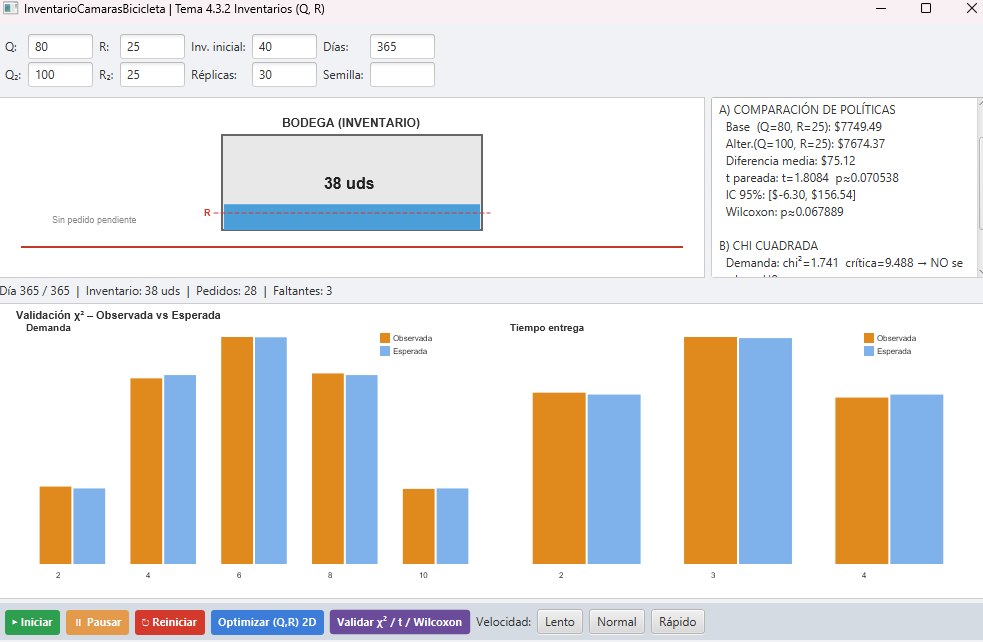 InventarioCamarasBicicleta | Tema 4.3.2 Inventarios (Q, R)
Q: 80 R: 25 Inv. inicial: 40 Días: 365
Q₂: 100 R₂: 25 Réplicas: 30 Semilla:
BODEGA (INVENTARIO)
38 uds
R
Sin pedido pendiente
A) COMPARACIÓN DE POLÍTICAS
Base (Q=80, R=25): $7749.49
Alter.(Q=100, R=25): $7674.37
Diferencia media: $75.12
t pareada: t=1.8084 p≈0.070538
IC 95%: [$-6.30, $156.54]
Wilcoxon: p≈0.067889
B) CHI CUADRADA
Demanda: chi²=1.741 crítica=9.488 → NO se
Día 365 / 365 | Inventario: 38 uds | Pedidos: 28 | Faltantes: 3
Validación χ² – Observada vs Esperada
Demanda
Observada
Esperada
2 4 6 8 10
Tiempo entrega
Observada
Esperada
2 3 4
Iniciar Pausar Reiniciar Optimizar (Q,R) 2D Validar χ² / t / Wilcoxon Velocidad: Lento Normal Rápido